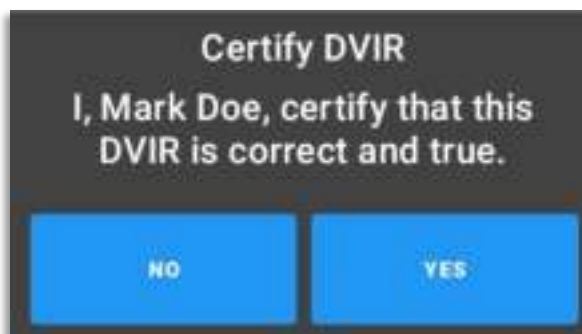 Certify DVIR
I, Mark Doe, certify that this
DVIR is correct and true.
NO
YES